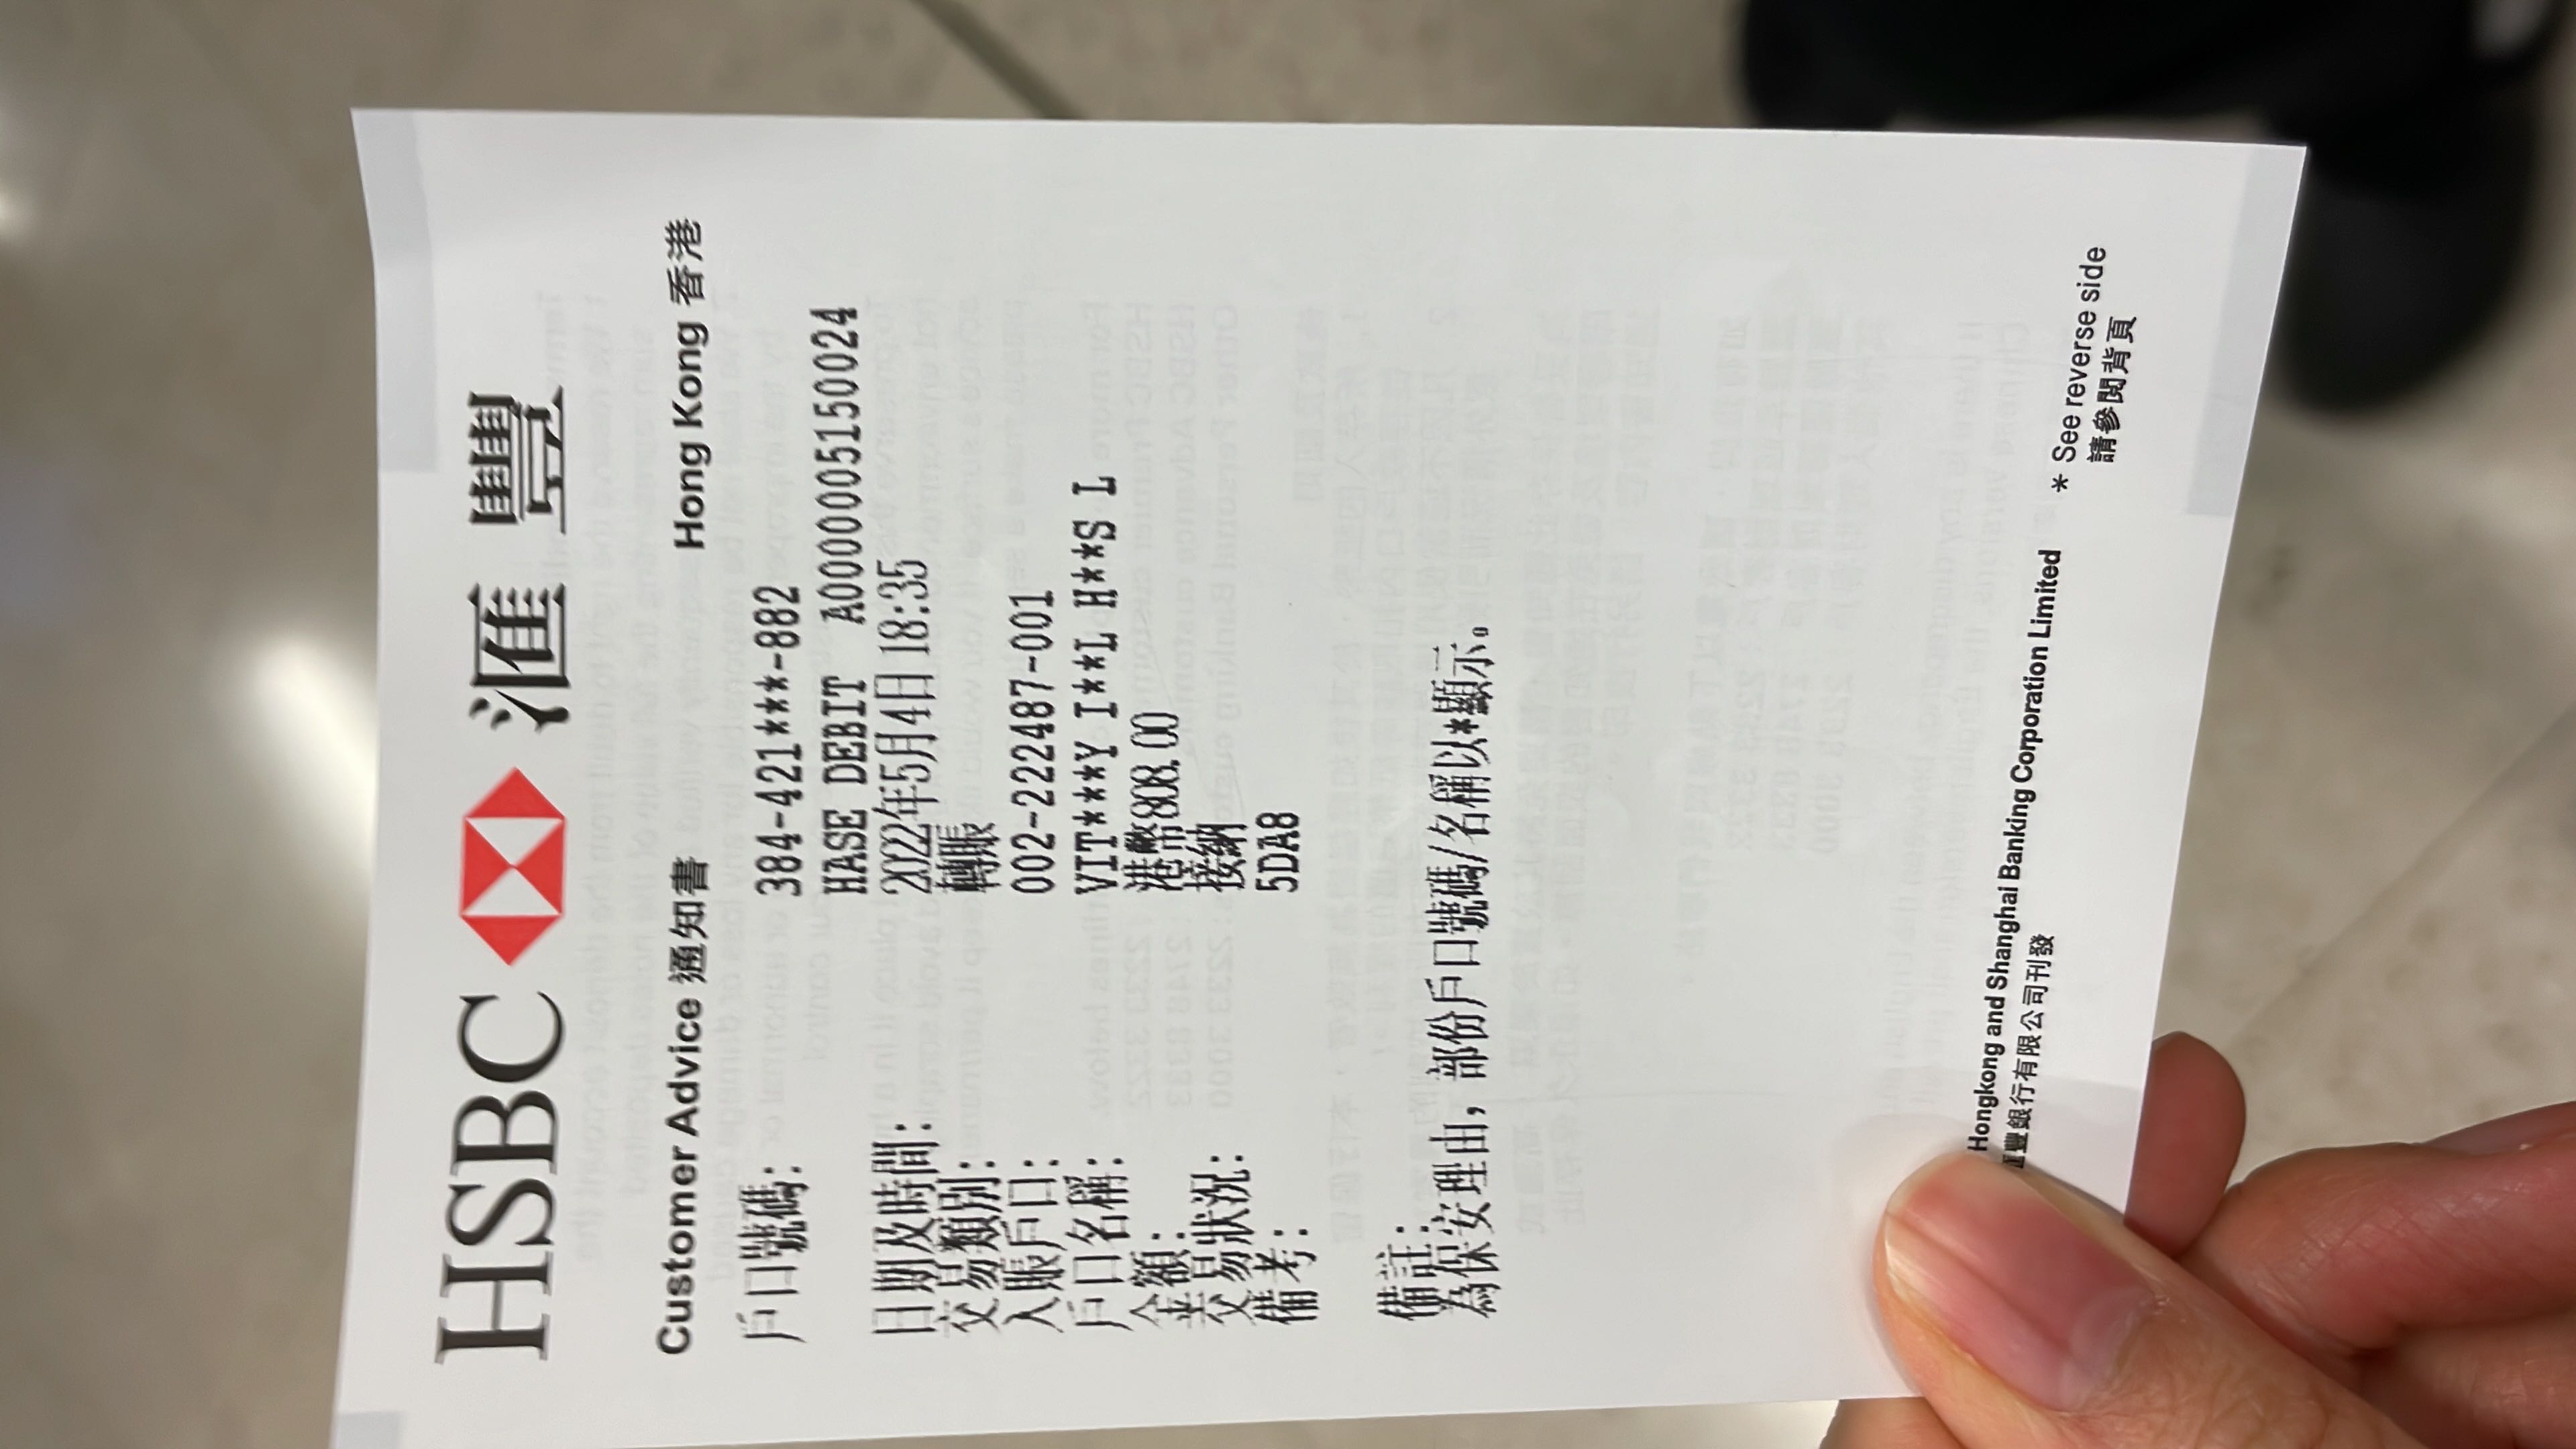 HSBC 滙豐
Customer Advice 通知書 Hong Kong 香港
戶口號碼: 384-421***-882
HASE DEBIT A0000005150024
日期及時間: 2022年5月4日 18:35
交易類別: 轉賬
入賬戶口: 002-222487-001
戶口名稱: VIT***Y I**L H**S L
金額: 港幣808.00
交易狀況: 接納
備考: 5DA8
備註:
為保安理由，部份戶口號碼/名稱以*顯示。
Hongkong and Shanghai Banking Corporation Limited * See reverse side
豐銀行有限公司刊發 請參閱背頁